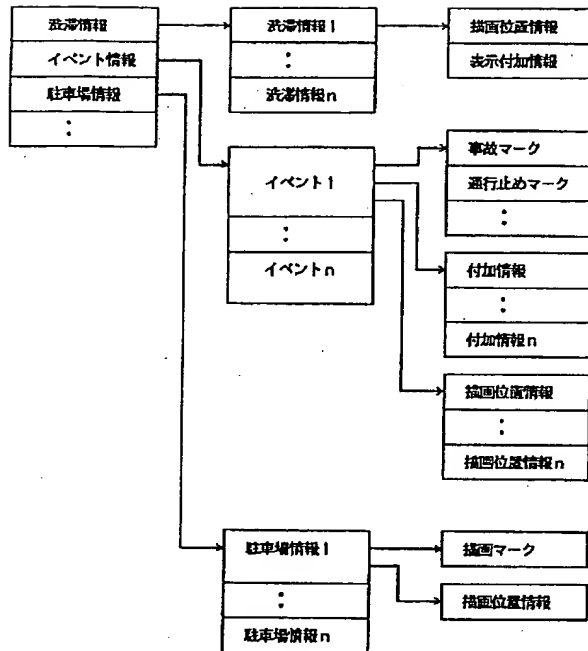 渋滞情報
イベント情報
駐車場情報
:
渋滞情報1
:
渋滞情報n
描画位置情報
表示付加情報
イベント1
:
イベントn
事故マーク
通行止めマーク
:
付加情報
:
付加情報n
描画位置情報
:
描画位置情報n
駐車場情報1
:
駐車場情報n
描画マーク
描画位置情報